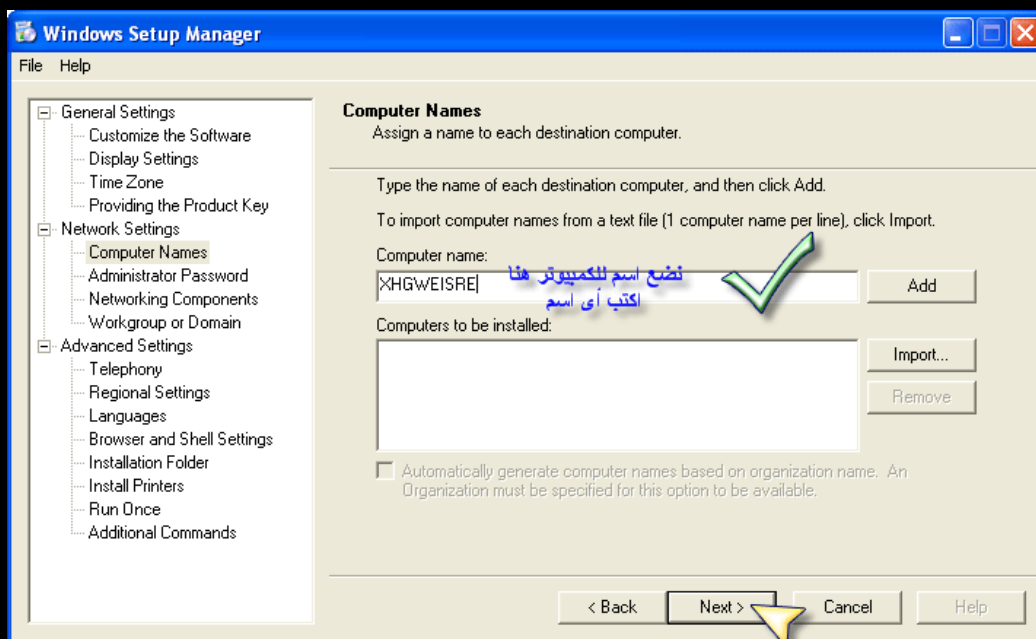 Windows Setup Manager
File Help
General Settings
Customize the Software
Display Settings
Time Zone
Providing the Product Key
Network Settings
Computer Names
Administrator Password
Networking Components
Workgroup or Domain
Advanced Settings
Telephony
Regional Settings
Languages
Browser and Shell Settings
Installation Folder
Install Printers
Run Once
Additional Commands
Computer Names
Assign a name to each destination computer.
Type the name of each destination computer, and then click Add.
To import computer names from a text file (1 computer name per line), click Import.
Computer name:
XHGWEISRE
نضع اسم للكمبيوتر هنا
اكتب أى اسم
Add
Computers to be installed:
Import...
Remove
Automatically generate computer names based on organization name. An
Organization must be specified for this option to be available.
< Back Next > Cancel Help